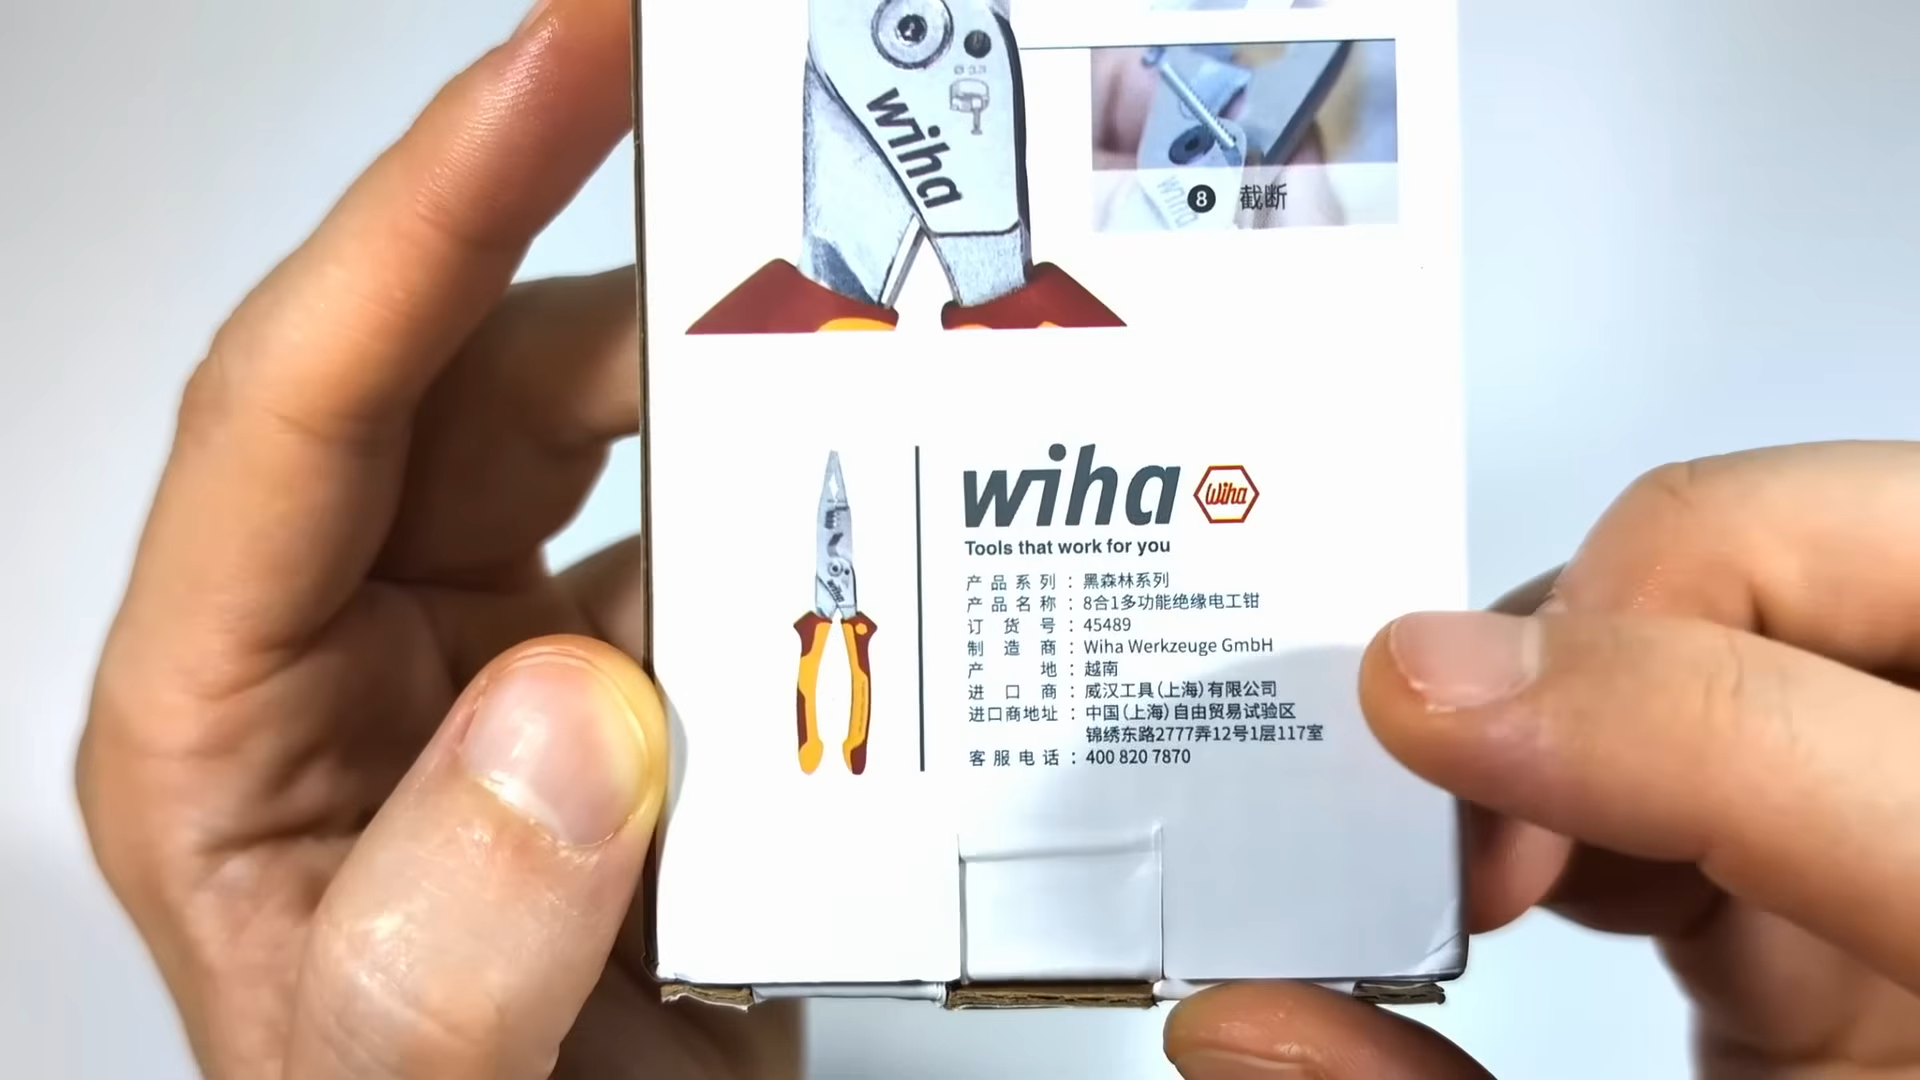 wiha
8 截断
wiha Wiha
Tools that work for you
产品系列：黑森林系列
产品名称：8合1多功能绝缘电工钳
订货号：45489
制造商：Wiha Werkzeuge GmbH
产地：越南
进口商：威汉工具(上海)有限公司
进口商地址：中国(上海)自由贸易试验区
锦绣东路2777弄12号1层117室
客服电话：400 820 7870